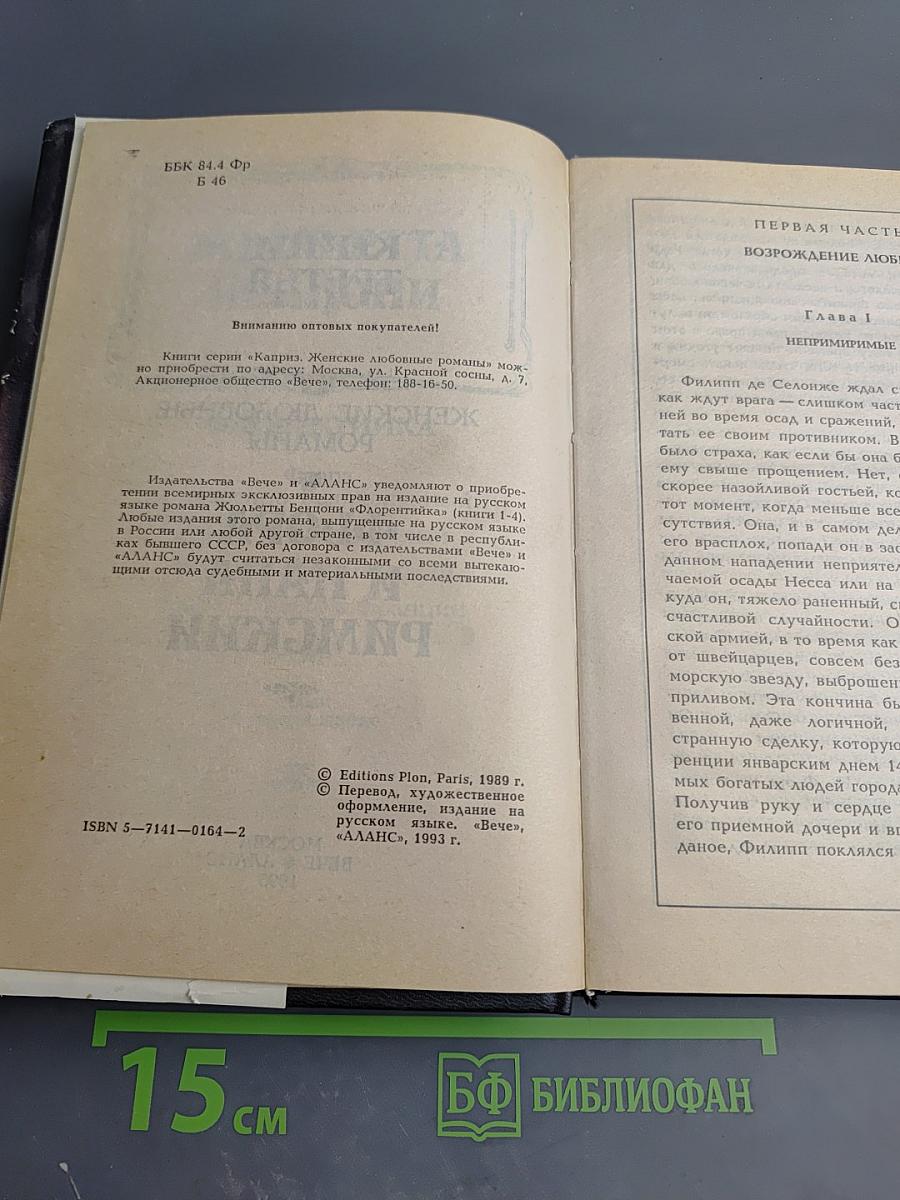 ББК 84.4 Фр
Б 46
Вниманию оптовых покупателей!
Книги серии «Каприз. Женские любовные романы» мож-
но приобрести по адресу: Москва, ул. Красной сосны, д. 7,
Акционерное общество «Вече», телефон: 188-16-50.
Издательства «Вече» и «АЛАНС» уведомляют о приобре-
тении всемирных эксклюзивных прав на издание на русском
языке романа Жюльетты Бенцони «Флорентийка» (книги 1-4).
Любые издания этого романа, выпущенные на русском языке
в России или любой другой стране, в том числе в республи-
ках бывшего СССР, без договора с издательствами «Вече» и
«АЛАНС» будут считаться незаконными со всеми вытекаю-
щими отсюда судебными и материальными последствиями.
© Editions Plon, Paris, 1989 г.
© Перевод, художественное
оформление, издание на
русском языке. «Вече»,
«АЛАНС», 1993 г.
ISBN 5—7141—0164—2
ПЕРВАЯ ЧАСТЬ
ВОЗРОЖДЕНИЕ ЛЮБ
Глава I
НЕПРИМИРИМЫЕ
Филипп де Селонже ждал с
как ждут врага — слишком част
ней во время осад и сражений,
тать ее своим противником. В
было страха, как если бы она б
ему свыше прощением. Нет,
скорее назойливой гостьей, ко
тот момент, когда меньше все
сутствия. Она, и в самом дел
его врасплох, попади он в зас
данном нападении неприятел
чаемой осады Несса или на
куда он, тяжело раненный, с
счастливой случайности. О
ской армией, в то время как
от швейцарцев, совсем без
морскую звезду, выброшен
приливом. Эта кончина бы
венной, даже логичной,
странную сделку, которую
ренции январским днем 14
мых богатых людей города
Получив руку и сердце
его приемной дочери и вп
даное, Филипп поклялся
15 см
БФ БИБЛИОФАН